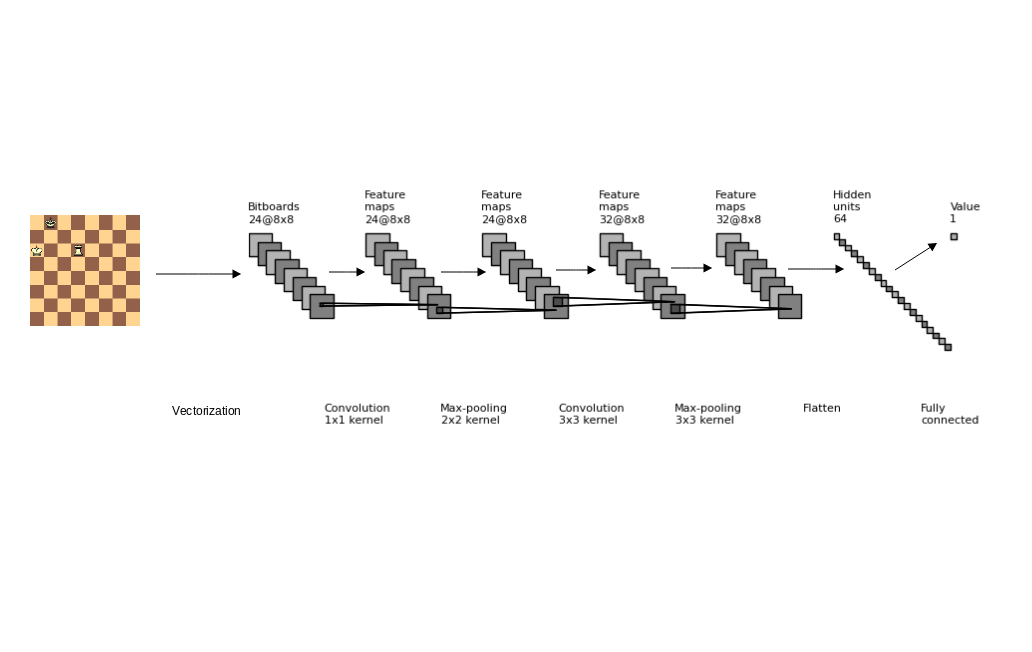 Bitboards
24@8x8
Feature
maps
24@8x8
Feature
maps
24@8x8
Feature
maps
32@8x8
Feature
maps
32@8x8
Hidden
units
64
Value
1
Vectorization
Convolution
1x1 kernel
Max-pooling
2x2 kernel
Convolution
3x3 kernel
Max-pooling
3x3 kernel
Flatten
Fully
connected